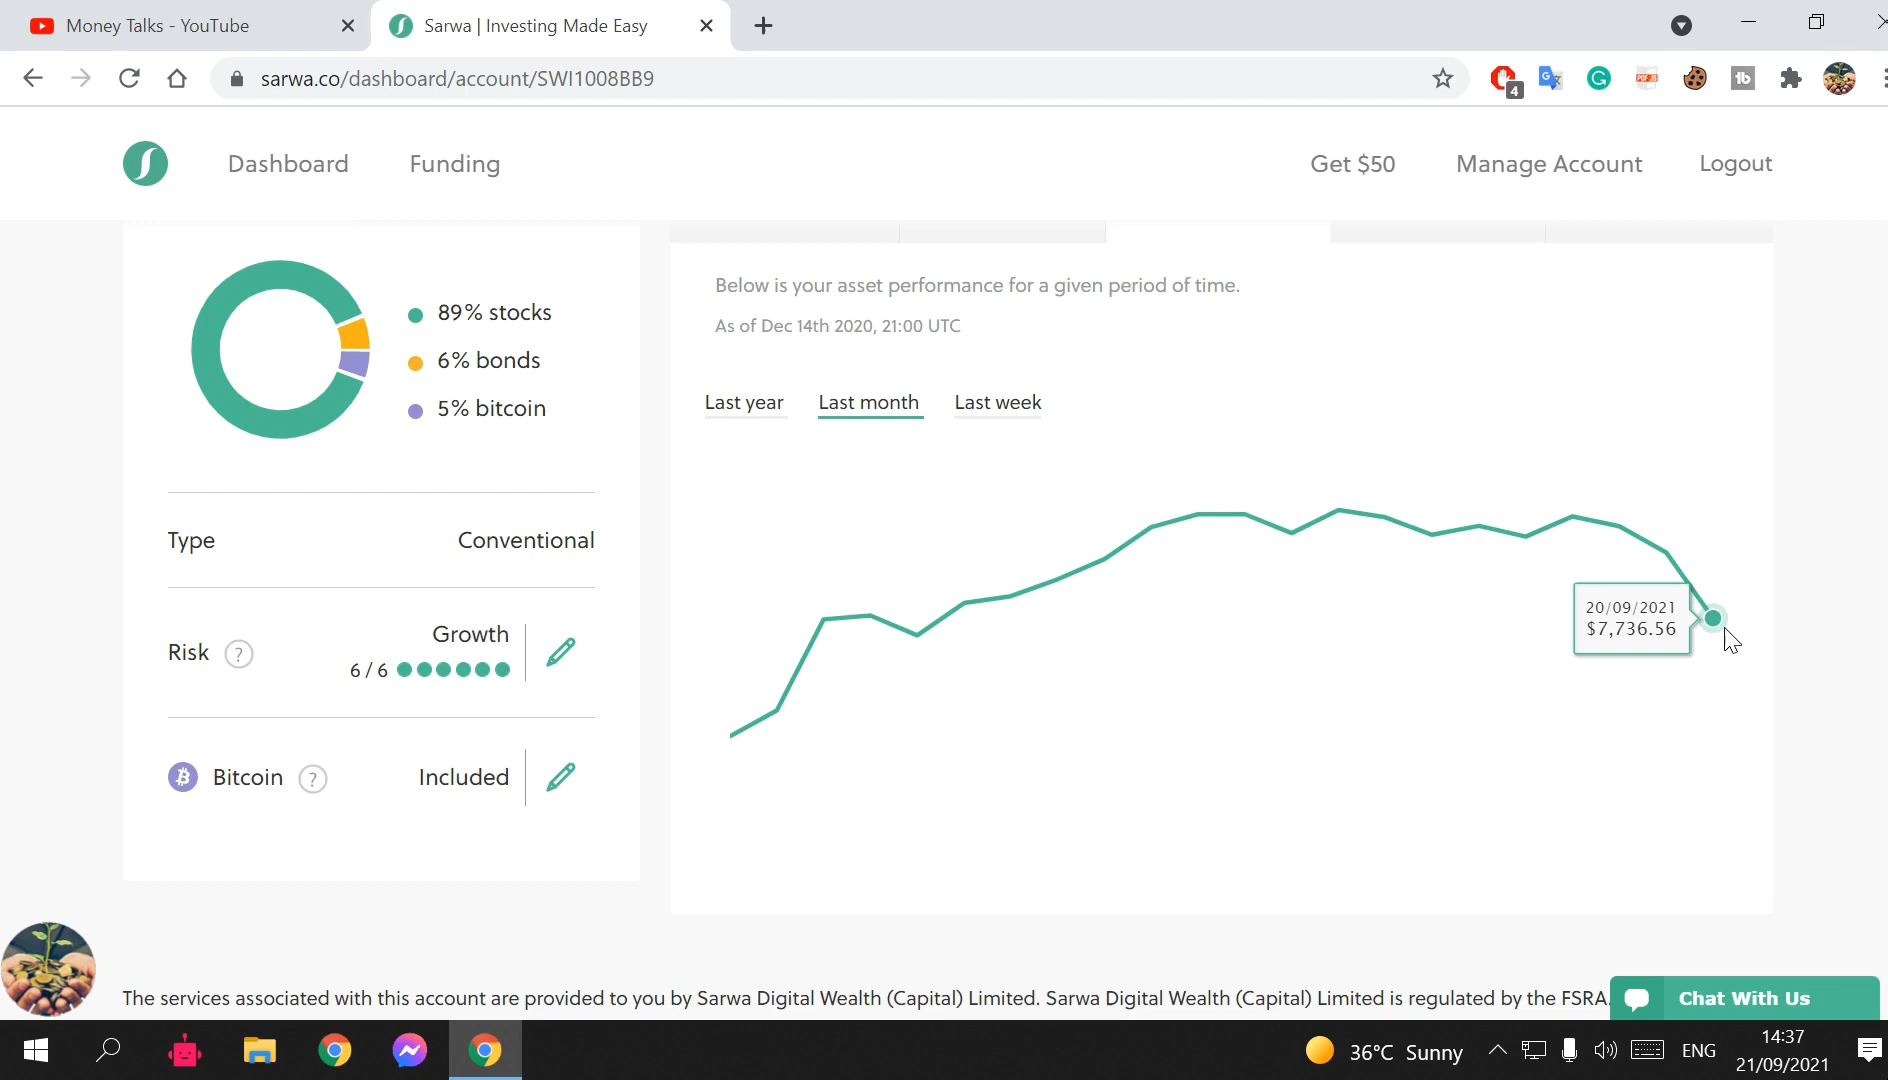 Money Talks - YouTube
Sarwa | Investing Made Easy
sarwa.co/dashboard/account/SWI1008BB9
4
Dashboard
Funding
Get $50
Manage Account
Logout
89% stocks
6% bonds
5% bitcoin
Type
Conventional
Risk ?
Growth
6 / 6
Bitcoin ?
Included
Below is your asset performance for a given period of time.
As of Dec 14th 2020, 21:00 UTC
Last year
Last month
Last week
20/09/2021
$7,736.56
The services associated with this account are provided to you by Sarwa Digital Wealth (Capital) Limited. Sarwa Digital Wealth (Capital) Limited is regulated by the FSRA.
Chat With Us
36°C Sunny
ENG
14:37
21/09/2021